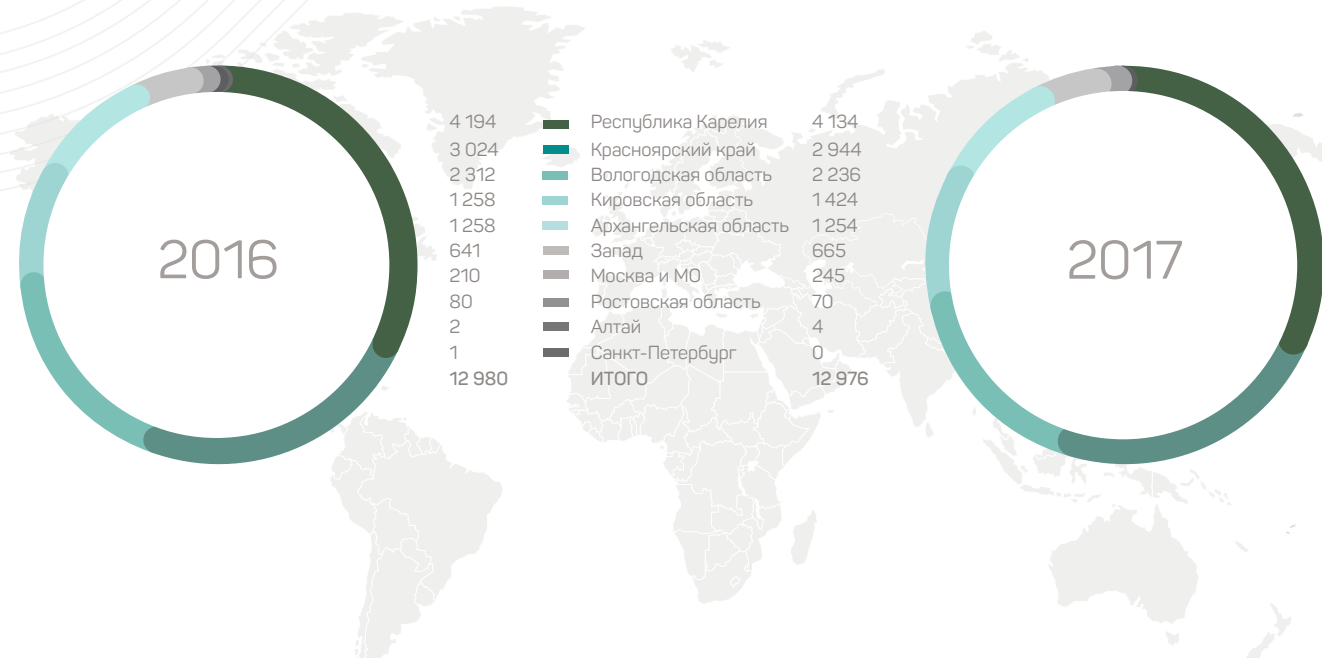 4 194 Республика Карелия 4 134
3 024 Красноярский край 2 944
2 312 Вологодская область 2 236
1 258 Кировская область 1 424
1 258 Архангельская область 1 254
641 Запад 665
210 Москва и МО 245
80 Ростовская область 70
2 Алтай 4
1 Санкт-Петербург 0
12 980 ИТОГО 12 976
2016
2017